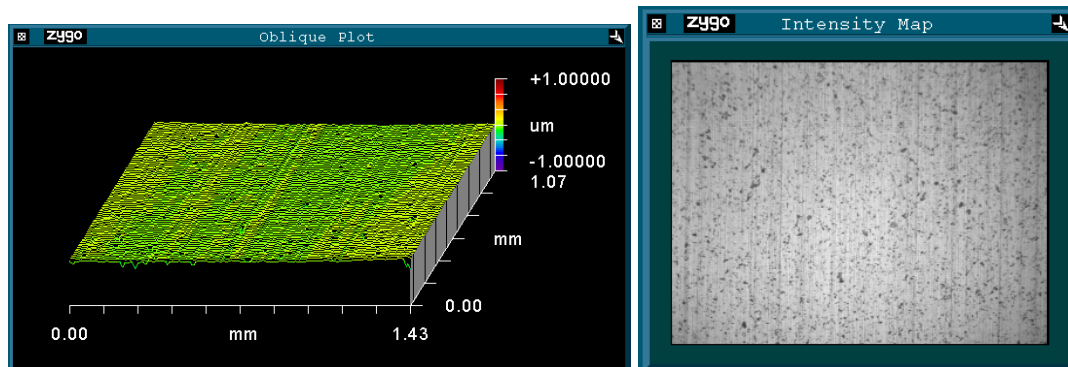 zygo Oblique Plot
+1.00000
um
-1.00000
1.07
mm
0.00
0.00 mm 1.43
zygo Intensity Map